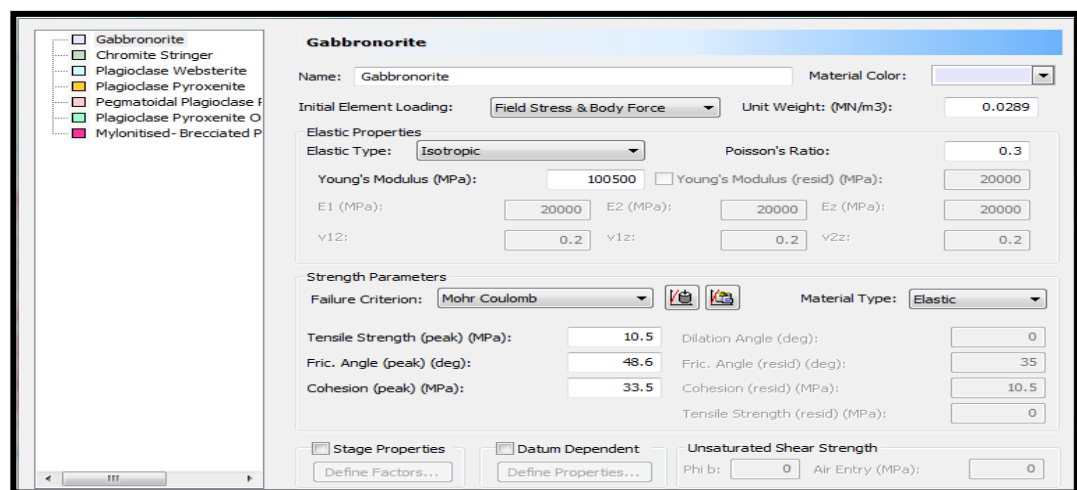 Gabbronorite
Chromite Stringer
Plagioclase Websterite
Plagioclase Pyroxenite
Pegmatoidal Plagioclase F
Plagioclase Pyroxenite O
Mylonitised- Brecciated P
Gabbronorite
Name: Gabbronorite Material Color:
Initial Element Loading: Field Stress & Body Force Unit Weight: (MN/m3): 0.0289
Elastic Properties
Elastic Type: Isotropic Poisson's Ratio: 0.3
Young's Modulus (MPa): 100500 Young's Modulus (resid) (MPa): 20000
E1 (MPa): 20000 E2 (MPa): 20000 Ez (MPa): 20000
v12: 0.2 v1z: 0.2 v2z: 0.2
Strength Parameters
Failure Criterion: Mohr Coulomb Material Type: Elastic
Tensile Strength (peak) (MPa): 10.5 Dilation Angle (deg): 0
Fric. Angle (peak) (deg): 48.6 Fric. Angle (resid) (deg): 35
Cohesion (peak) (MPa): 33.5 Cohesion (resid) (MPa): 10.5
Tensile Strength (resid) (MPa): 0
Stage Properties Datum Dependent Unsaturated Shear Strength
Define Factors... Define Properties... Phi b: 0 Air Entry (MPa): 0